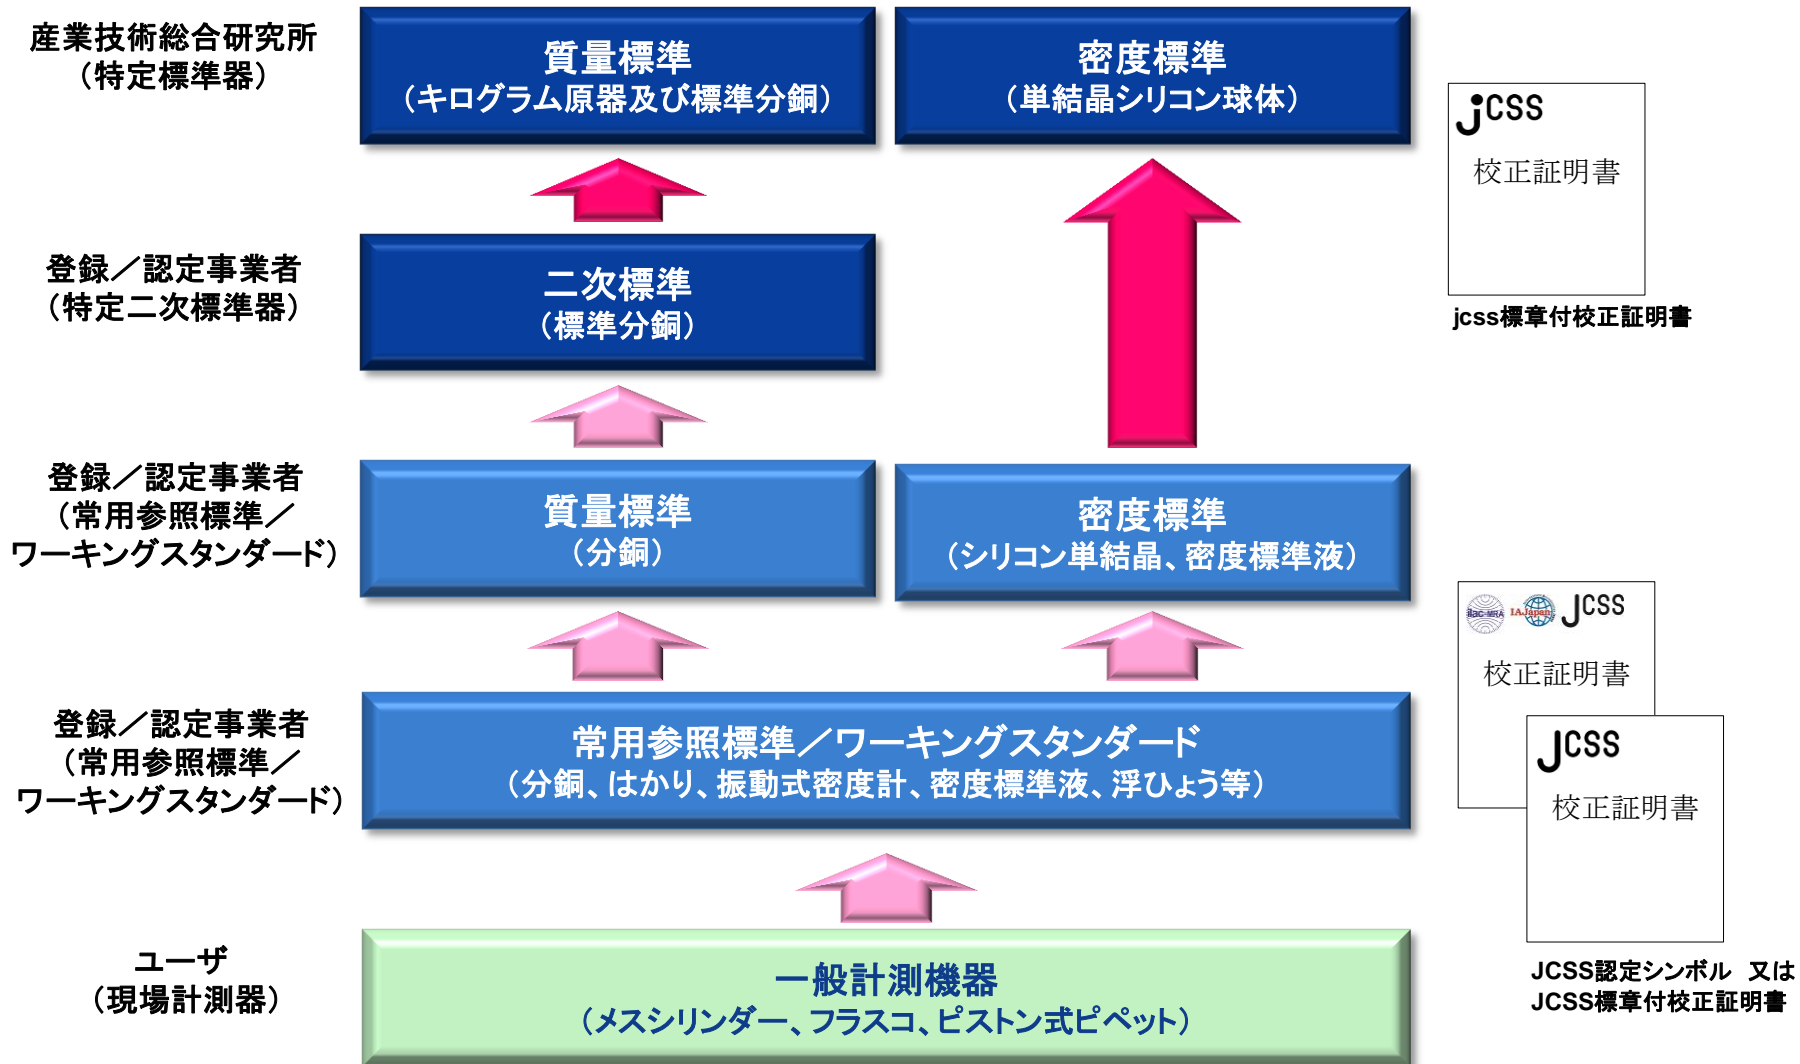 産業技術総合研究所
（特定標準器）
質量標準
（キログラム原器及び標準分銅）
密度標準
（単結晶シリコン球体）
jcss
校正証明書
jcss標章付校正証明書
登録／認定事業者
（特定二次標準器）
二次標準
（標準分銅）
登録／認定事業者
（常用参照標準／
ワーキングスタンダード）
質量標準
（分銅）
密度標準
（シリコン単結晶、密度標準液）
ilac-MRA
IAJapan
JCSS
校正証明書
登録／認定事業者
（常用参照標準／
ワーキングスタンダード）
常用参照標準／ワーキングスタンダード
（分銅、はかり、振動式密度計、密度標準液、浮ひょう等）
JCSS
校正証明書
JCSS認定シンボル 又は
JCSS標章付校正証明書
ユーザ
（現場計測器）
一般計測機器
（メスシリンダー、フラスコ、ピストン式ピペット）